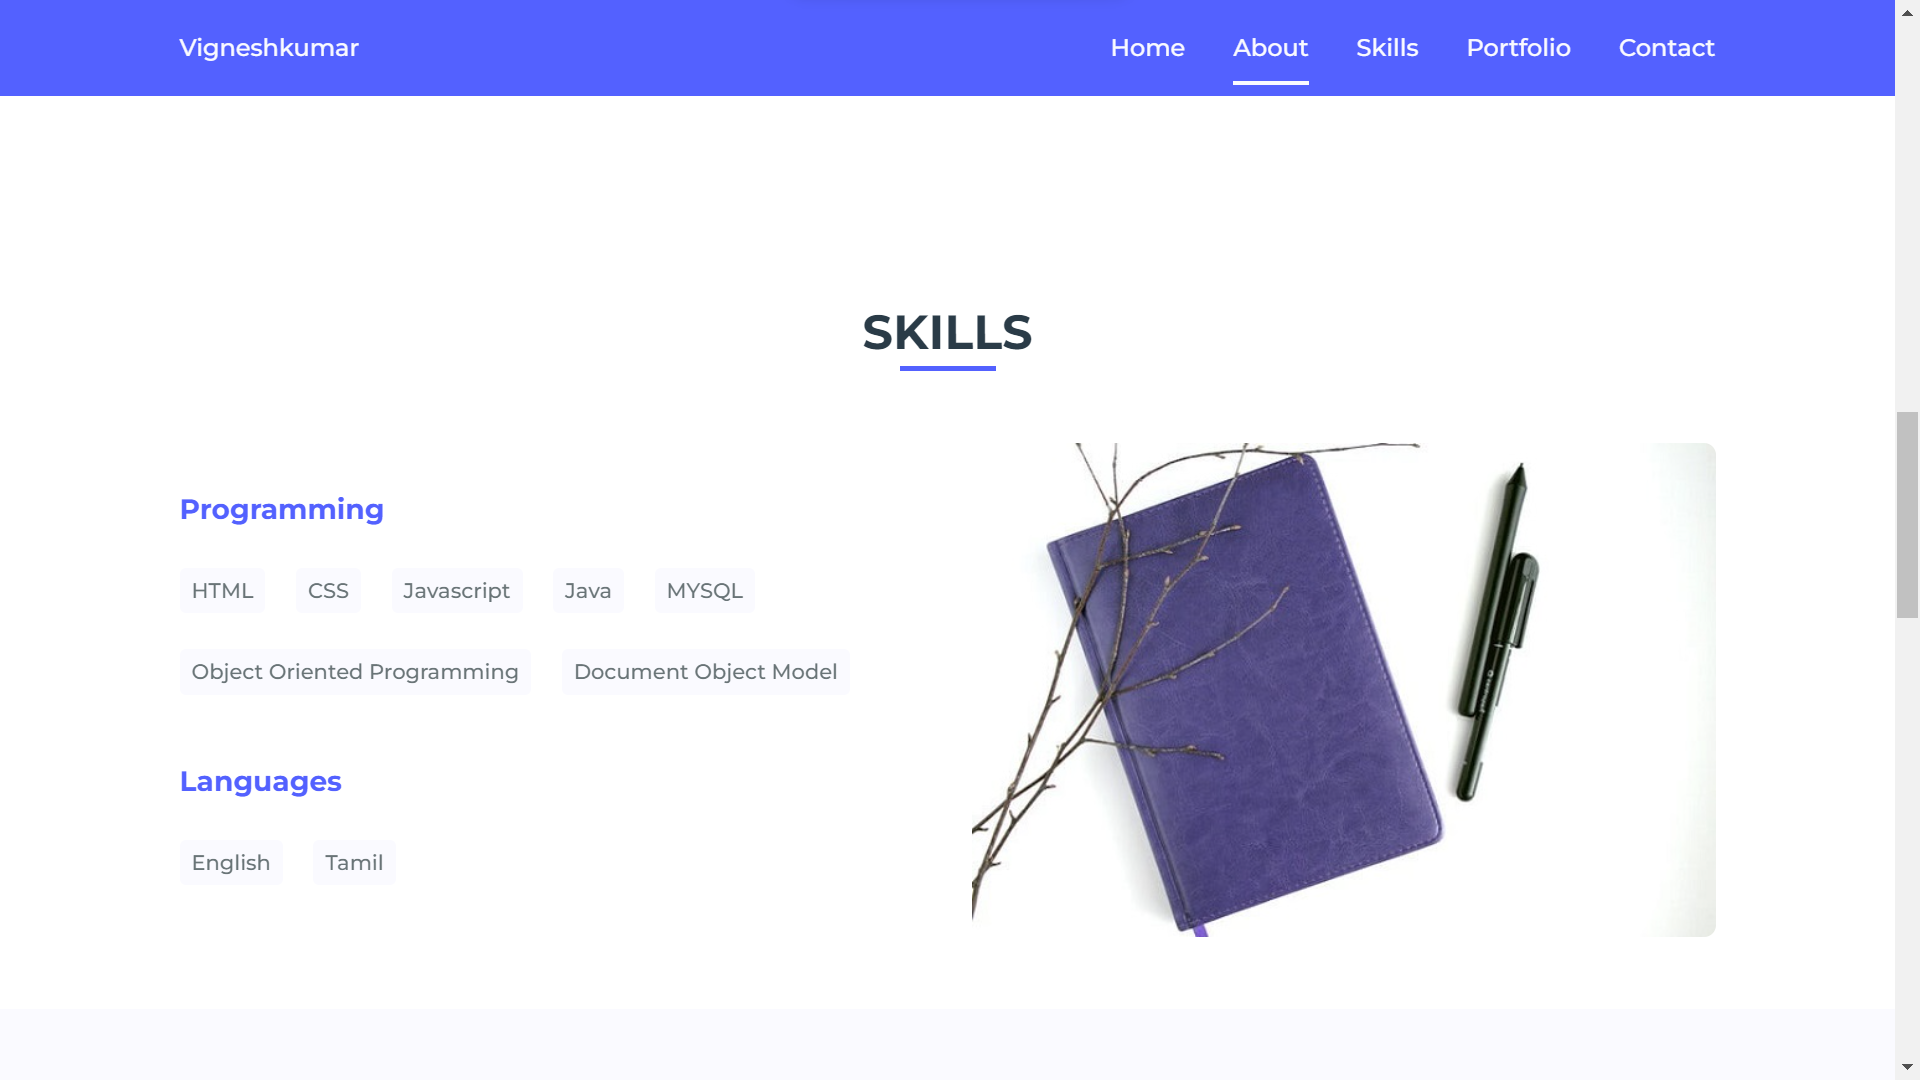 Vigneshkumar Home About Skills Portfolio Contact
SKILLS
Programming
HTML CSS Javascript Java MYSQL
Object Oriented Programming Document Object Model
Languages
English Tamil